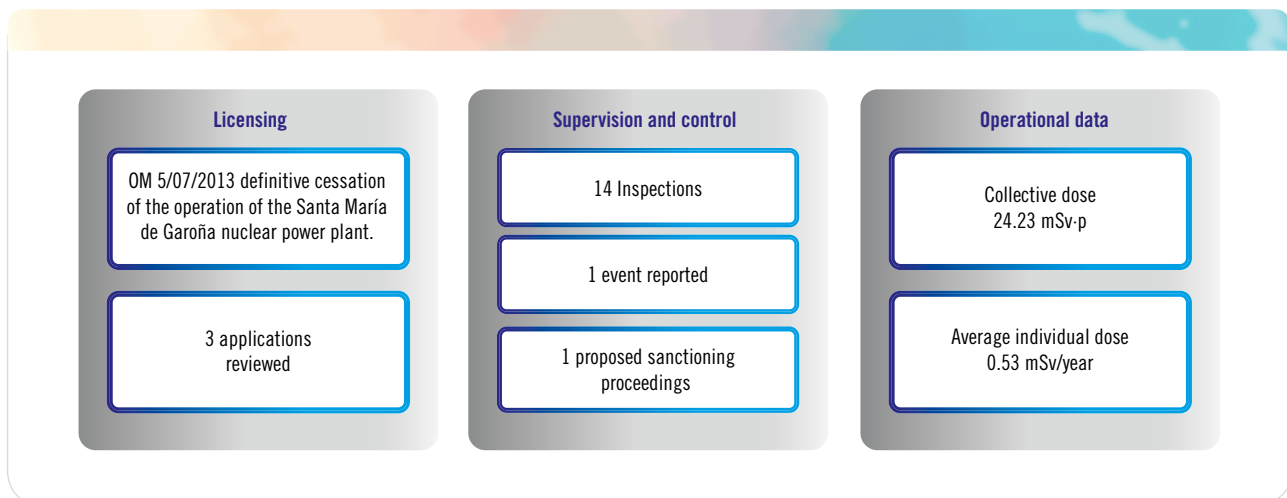 Licensing
OM 5/07/2013 definitive cessation
of the operation of the Santa María
de Garoña nuclear power plant.
3 applications
reviewed
Supervision and control
14 Inspections
1 event reported
1 proposed sanctioning
proceedings
Operational data
Collective dose
24.23 mSv·p
Average individual dose
0.53 mSv/year